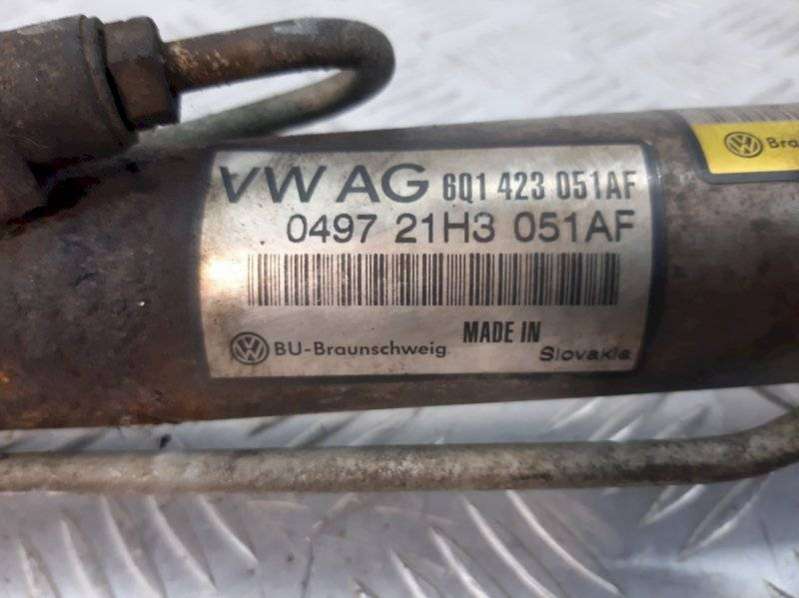 VW AG 6Q1 423 051AF
0497 21H3 051AF
BU-Braunschweig MADE IN Slovakia